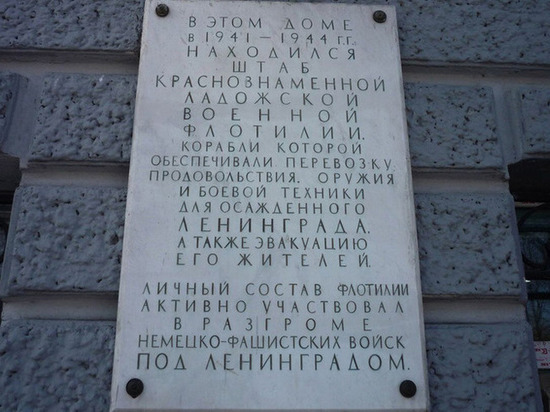 В ЭТОМ ДОМЕ
в 1941–1944 г.г.
НАХОДИЛСЯ
ШТАБ
КРАСНОЗНАМЕННОЙ
ЛАДОЖСКОЙ
ВОЕННОЙ
ФЛОТИЛИИ,
КОРАБЛИ КОТОРОЙ
ОБЕСПЕЧИВАЛИ ПЕРЕВОЗКУ
ПРОДОВОЛЬСТВИЯ, ОРУЖИЯ
И БОЕВОЙ ТЕХНИКИ
ДЛЯ ОСАЖДЕННОГО
ЛЕНИНГРАДА,
А ТАКЖЕ ЭВАКУАЦИЮ
ЕГО ЖИТЕЛЕЙ.
ЛИЧНЫЙ СОСТАВ ФЛОТИЛИИ
АКТИВНО УЧАСТВОВАЛ
В РАЗГРОМЕ
НЕМЕЦКО-ФАШИСТСКИХ ВОЙСК
ПОД ЛЕНИНГРАДОМ.